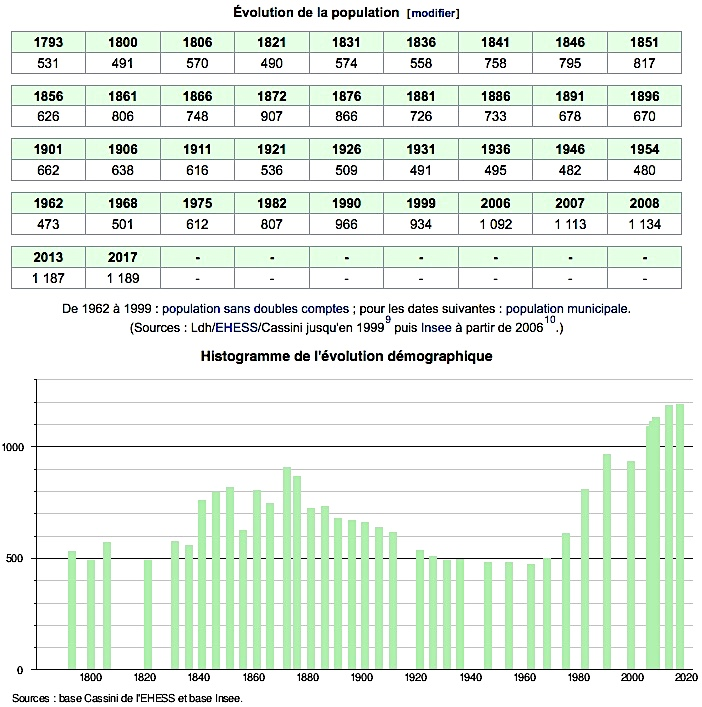 Évolution de la population [modifier]
1793 1800 1806 1821 1831 1836 1841 1846 1851
531 491 570 490 574 558 758 795 817
1856 1861 1866 1872 1876 1881 1886 1891 1896
626 806 748 907 866 726 733 678 670
1901 1906 1911 1921 1926 1931 1936 1946 1954
662 638 616 536 509 491 495 482 480
1962 1968 1975 1982 1990 1999 2006 2007 2008
473 501 612 807 966 934 1 092 1 113 1 134
2013 2017 - - - - - - -
1 187 1 189 - - - - - - -
De 1962 à 1999 : population sans doubles comptes ; pour les dates suivantes : population municipale.
(Sources : Ldh/EHESS/Cassini jusqu'en 1999 9 puis Insee à partir de 2006 10.)
Histogramme de l'évolution démographique
1000
500
0
1800 1820 1840 1860 1880 1900 1920 1940 1960 1980 2000 2020
Sources : base Cassini de l'EHESS et base Insee.